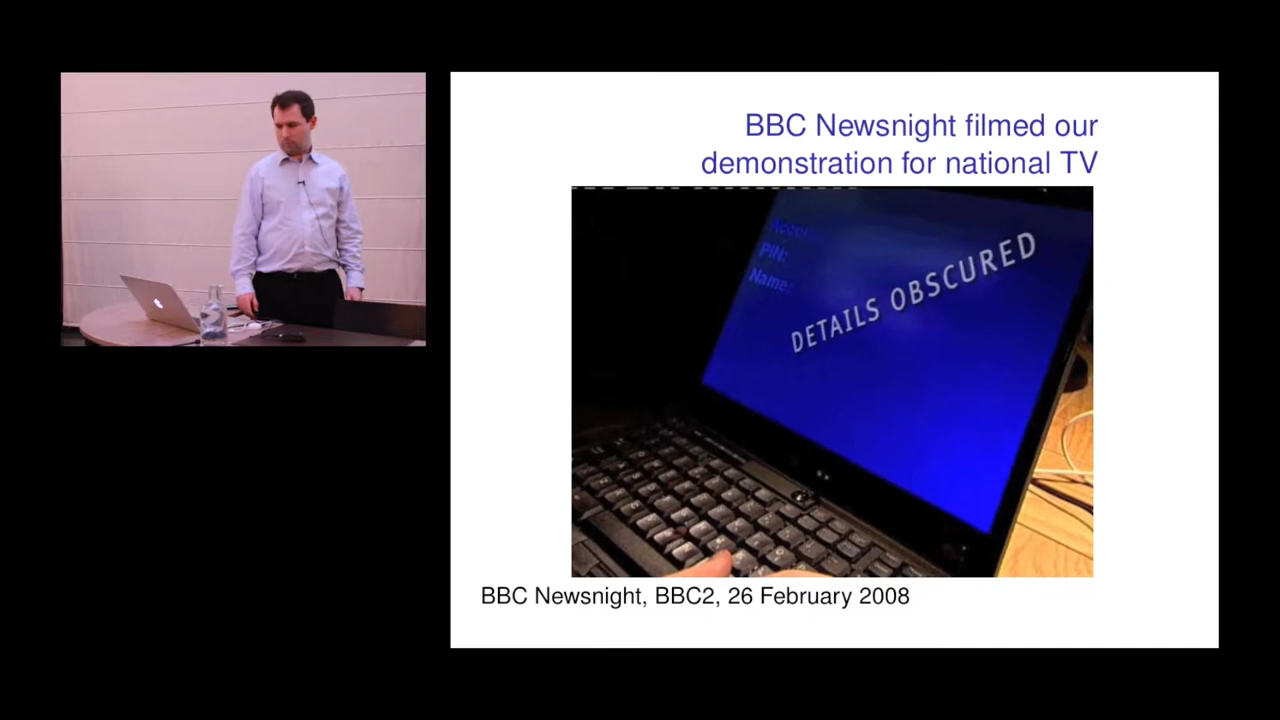 BBC Newsnight filmed our
demonstration for national TV
PIN:
Name:
DETAILS OBSCURED
BBC Newsnight, BBC2, 26 February 2008